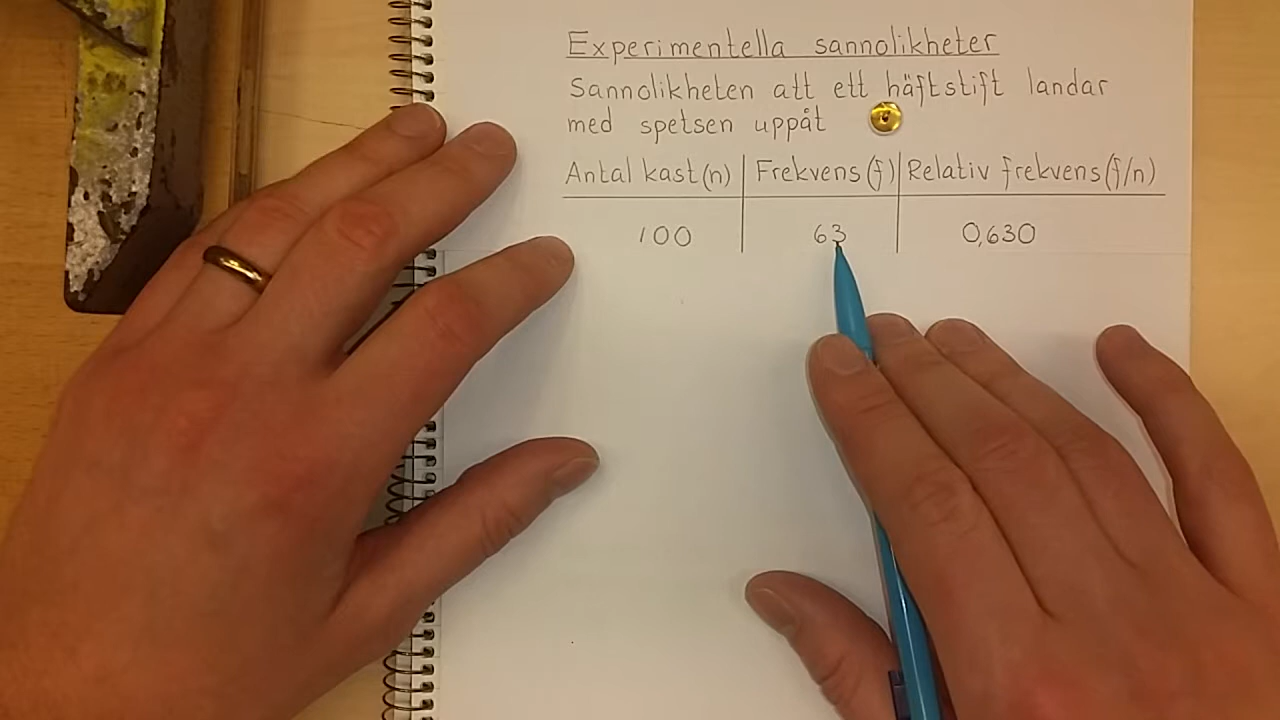 Experimentella sannolikheter
Sannolikheten att ett häftstift landar
med spetsen uppåt
Antal kast (n) Frekvens (f) Relativ frekvens (f/n)
100 63 0,630